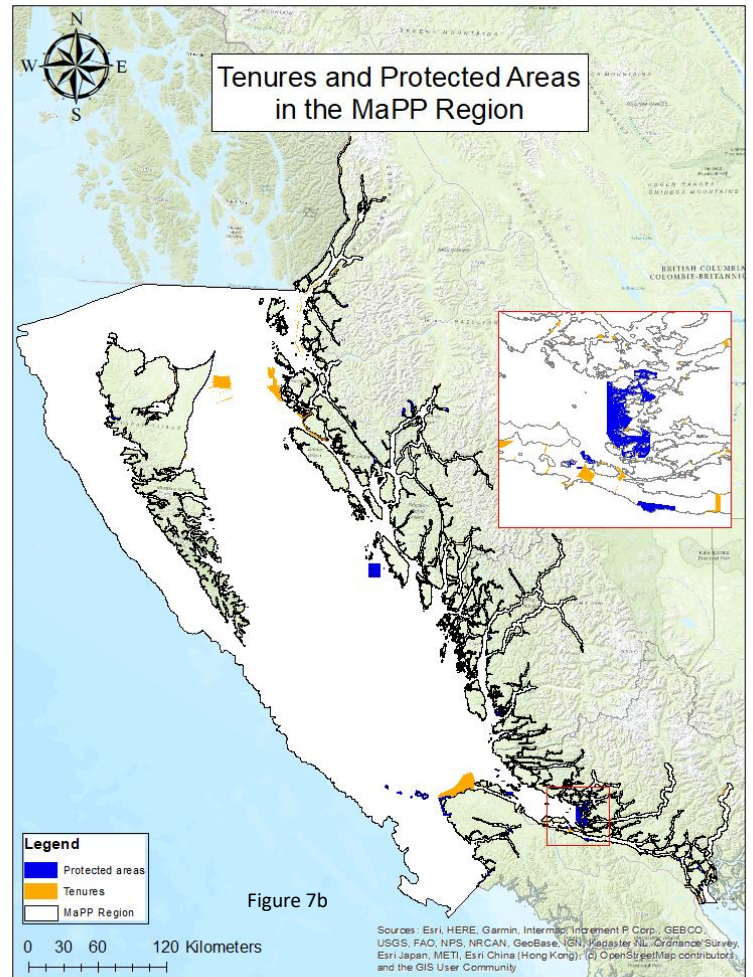 N
W E
S
Tenures and Protected Areas
in the MaPP Region
BRITISH COLUMBIA
Legend
Protected areas
Tenures
MaPP Region
0 30 60 120 Kilometers
Figure 7b
Sources: Esri, HERE, Garmin, Intermap, increment P Corp., GEBCO,
USGS, FAO, NPS, NRCAN, GeoBase, IGN, Kadaster NL, Ordnance Survey,
Esri Japan, METI, Esri China (Hong Kong), (c) OpenStreetMap contributors,
and the GIS User Community